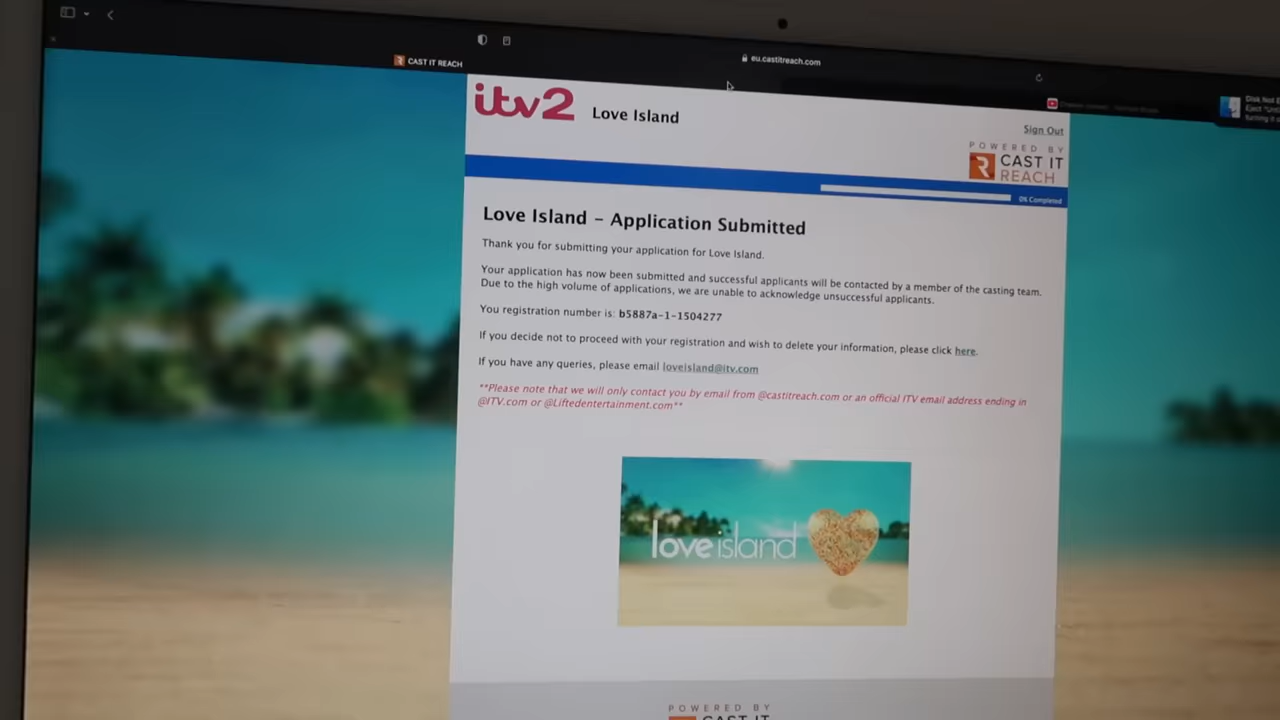 eu.castitreach.com
CAST IT REACH
itv2 Love Island
Sign Out
POWERED BY
CAST IT
REACH
0% Completed
Love Island – Application Submitted
Thank you for submitting your application for Love Island.
Your application has now been submitted and successful applicants will be contacted by a member of the casting team.
Due to the high volume of applications, we are unable to acknowledge unsuccessful applicants.
You registration number is: b5887a-1-1504277
If you decide not to proceed with your registration and wish to delete your information, please click here.
If you have any queries, please email loveisland@itv.com
**Please note that we will only contact you by email from @castitreach.com or an official ITV email address ending in
@ITV.com or @Liftedentertainment.com**
loveisland
POWERED BY
CAST IT